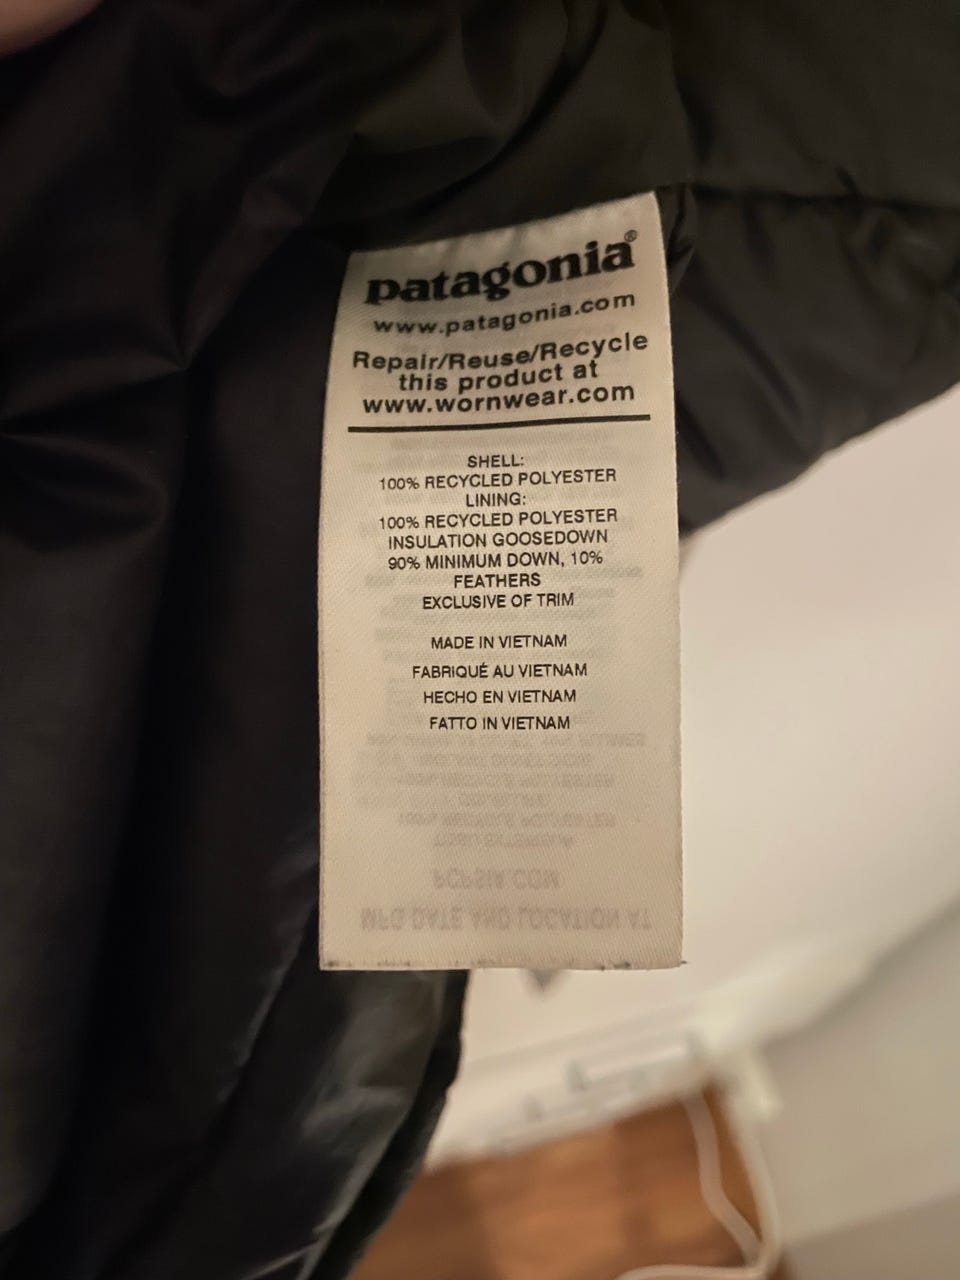 patagonia®
www.patagonia.com
Repair/Reuse/Recycle
this product at
www.wornwear.com
SHELL:
100% RECYCLED POLYESTER
LINING:
100% RECYCLED POLYESTER
INSULATION GOOSEDOWN
90% MINIMUM DOWN, 10%
FEATHERS
EXCLUSIVE OF TRIM
MADE IN VIETNAM
FABRIQUÉ AU VIETNAM
HECHO EN VIETNAM
FATTO IN VIETNAM